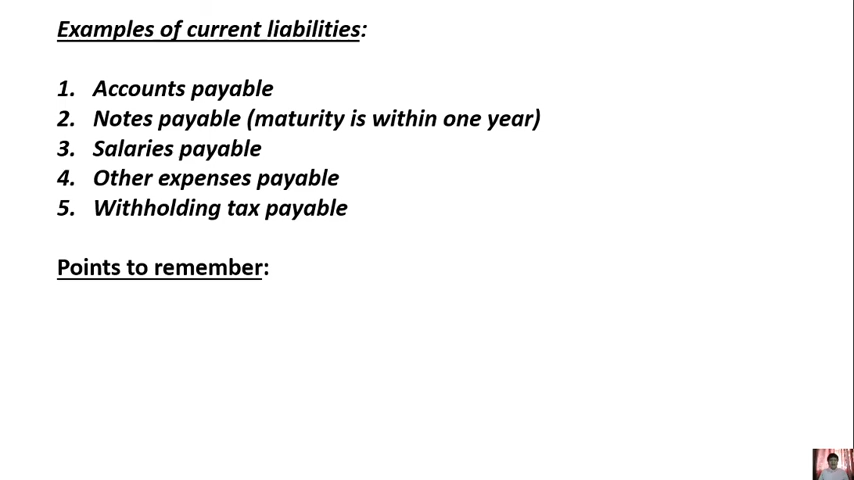 Examples of current liabilities:
1. Accounts payable
2. Notes payable (maturity is within one year)
3. Salaries payable
4. Other expenses payable
5. Withholding tax payable
Points to remember: